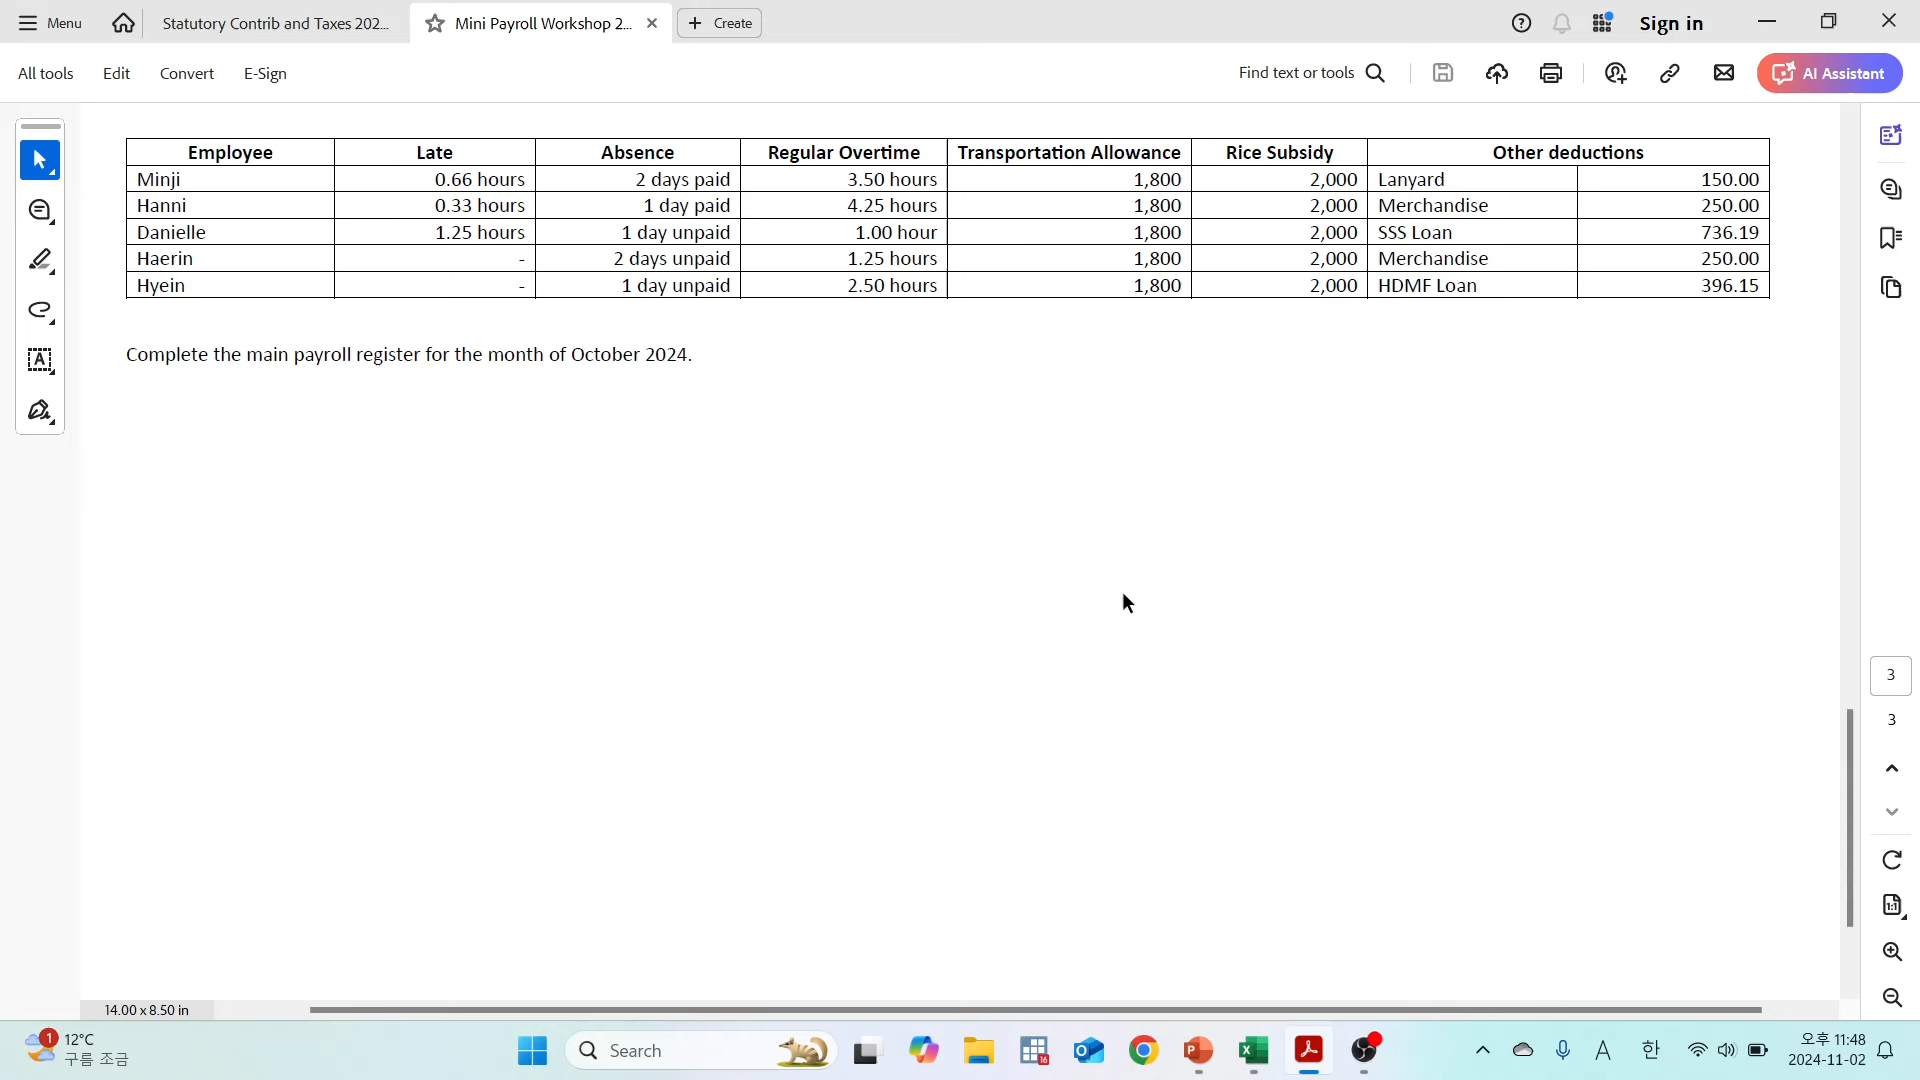 Menu
Statutory Contrib and Taxes 202...
Mini Payroll Workshop 2...
Create
Sign in
All tools
Edit
Convert
E-Sign
Find text or tools
AI Assistant
Employee Late Absence Regular Overtime Transportation Allowance Rice Subsidy Other deductions
Minji 0.66 hours 2 days paid 3.50 hours 1,800 2,000 Lanyard 150.00
Hanni 0.33 hours 1 day paid 4.25 hours 1,800 2,000 Merchandise 250.00
Danielle 1.25 hours 1 day unpaid 1.00 hour 1,800 2,000 SSS Loan 736.19
Haerin - 2 days unpaid 1.25 hours 1,800 2,000 Merchandise 250.00
Hyein - 1 day unpaid 2.50 hours 1,800 2,000 HDMF Loan 396.15
Complete the main payroll register for the month of October 2024.
3
3
14.00 x 8.50 in
1
12°C
구름 조금
Search
16
A
한
오후 11:48
2024-11-02